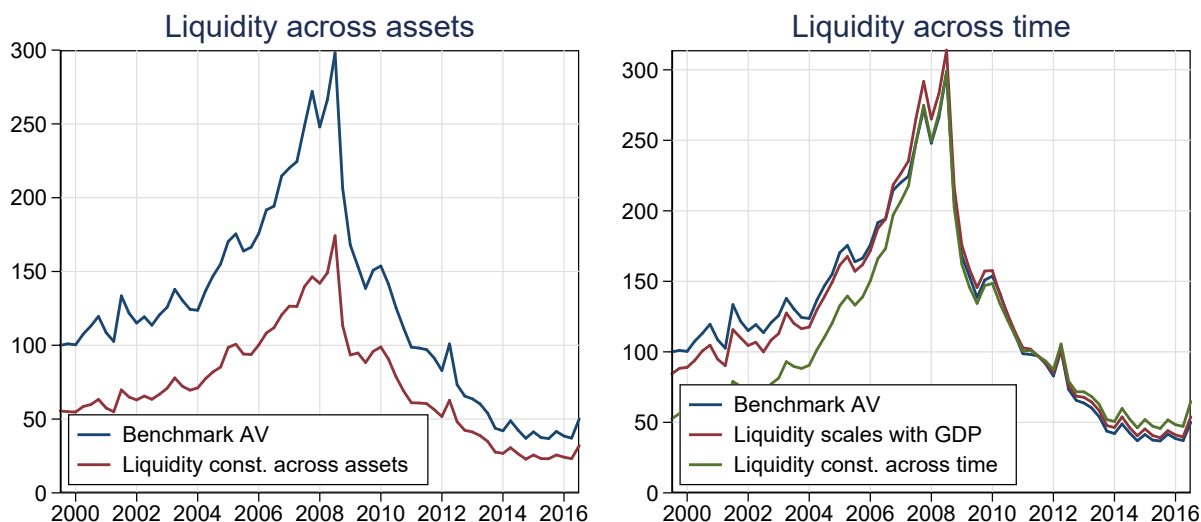 Liquidity across assets
300
250
200
150
100
50
0
Benchmark AV
Liquidity const. across assets
2000 2002 2004 2006 2008 2010 2012 2014 2016
Liquidity across time
300
250
200
150
100
50
0
Benchmark AV
Liquidity scales with GDP
Liquidity const. across time
2000 2002 2004 2006 2008 2010 2012 2014 2016